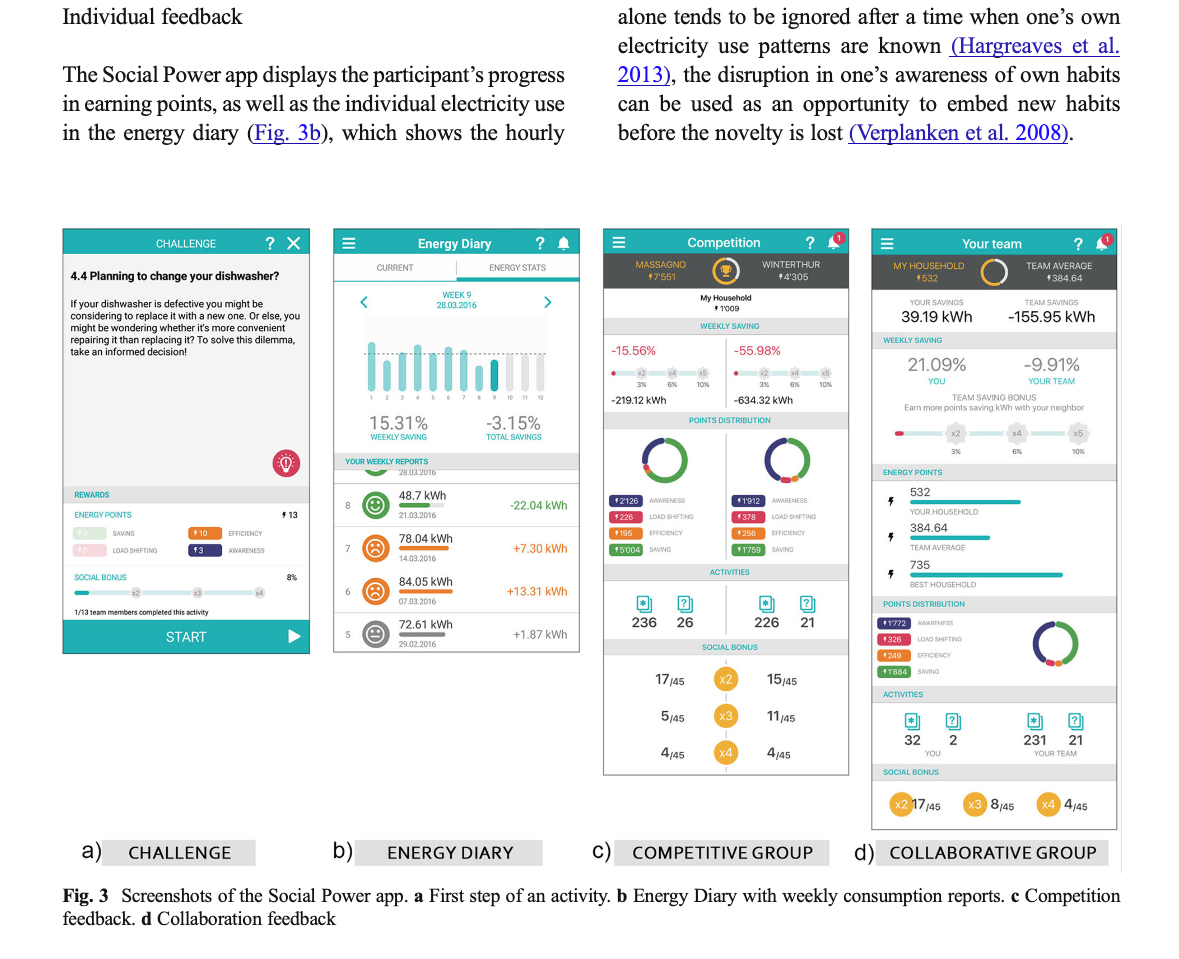 Individual feedback
The Social Power app displays the participant's progress
in earning points, as well as the individual electricity use
in the energy diary (Fig. 3b), which shows the hourly
alone tends to be ignored after a time when one's own
electricity use patterns are known (Hargreaves et al.
2013), the disruption in one's awareness of own habits
can be used as an opportunity to embed new habits
before the novelty is lost (Verplanken et al. 2008).
CHALLENGE ?
4.4 Planning to change your dishwasher?
If your dishwasher is defective you might be
considering to replace it with a new one. Or else, you
might be wondering whether it's more convenient
repairing it than replacing it? To solve this dilemma,
take an informed decision!
REWARDS
ENERGY POINTS 13
0 SAVING 10 EFFICIENCY
0 LOAD SHIFTING 3 AWARENESS
SOCIAL BONUS 8%
x2 x3 x4
1/13 team members completed this activity
START
Energy Diary ?
CURRENT ENERGY STATS
WEEK 9
28.03.2016
1 2 3 4 5 6 7 8 9 10 11 12
15.31% -3.15%
WEEKLY SAVING TOTAL SAVINGS
YOUR WEEKLY REPORTS
28.03.2016
8 48.7 kWh -22.04 kWh
21.03.2016
7 78.04 kWh +7.30 kWh
14.03.2016
6 84.05 kWh +13.31 kWh
07.03.2016
5 72.61 kWh +1.87 kWh
29.02.2016
Competition ? 1
MASSAGNO WINTERTHUR
7'551 4'305
My Household
1'009
WEEKLY SAVING
-15.56% -55.98%
x2 x4 x5 x2 x4 x5
3% 6% 10% 3% 6% 10%
-219.12 kWh -634.32 kWh
POINTS DISTRIBUTION
2'126 AWARENESS 1'912 AWARENESS
226 LOAD SHIFTING 378 LOAD SHIFTING
195 EFFICIENCY 256 EFFICIENCY
5'004 SAVING 1'759 SAVING
ACTIVITIES
* ? * ?
236 26 226 21
SOCIAL BONUS
17/45 x2 15/45
5/45 x3 11/45
4/45 x4 4/45
Your team ? 1
MY HOUSEHOLD TEAM AVERAGE
532 384.64
YOUR SAVINGS TEAM SAVINGS
39.19 kWh -155.95 kWh
WEEKLY SAVING
21.09% -9.91%
YOU YOUR TEAM
TEAM SAVING BONUS
Earn more points saving kWh with your neighbor
x2 x4 x5
3% 6% 10%
ENERGY POINTS
532
YOUR HOUSEHOLD
384.64
TEAM AVERAGE
735
BEST HOUSEHOLD
POINTS DISTRIBUTION
1'772 AWARENESS
326 LOAD SHIFTING
249 EFFICIENCY
1'884 SAVING
ACTIVITIES
* ? * ?
32 2 231 21
YOU YOUR TEAM
SOCIAL BONUS
x2 17/45 x3 8/45 x4 4/45
a) CHALLENGE
b) ENERGY DIARY
c) COMPETITIVE GROUP
d) COLLABORATIVE GROUP
Fig. 3 Screenshots of the Social Power app. a First step of an activity. b Energy Diary with weekly consumption reports. c Competition
feedback. d Collaboration feedback